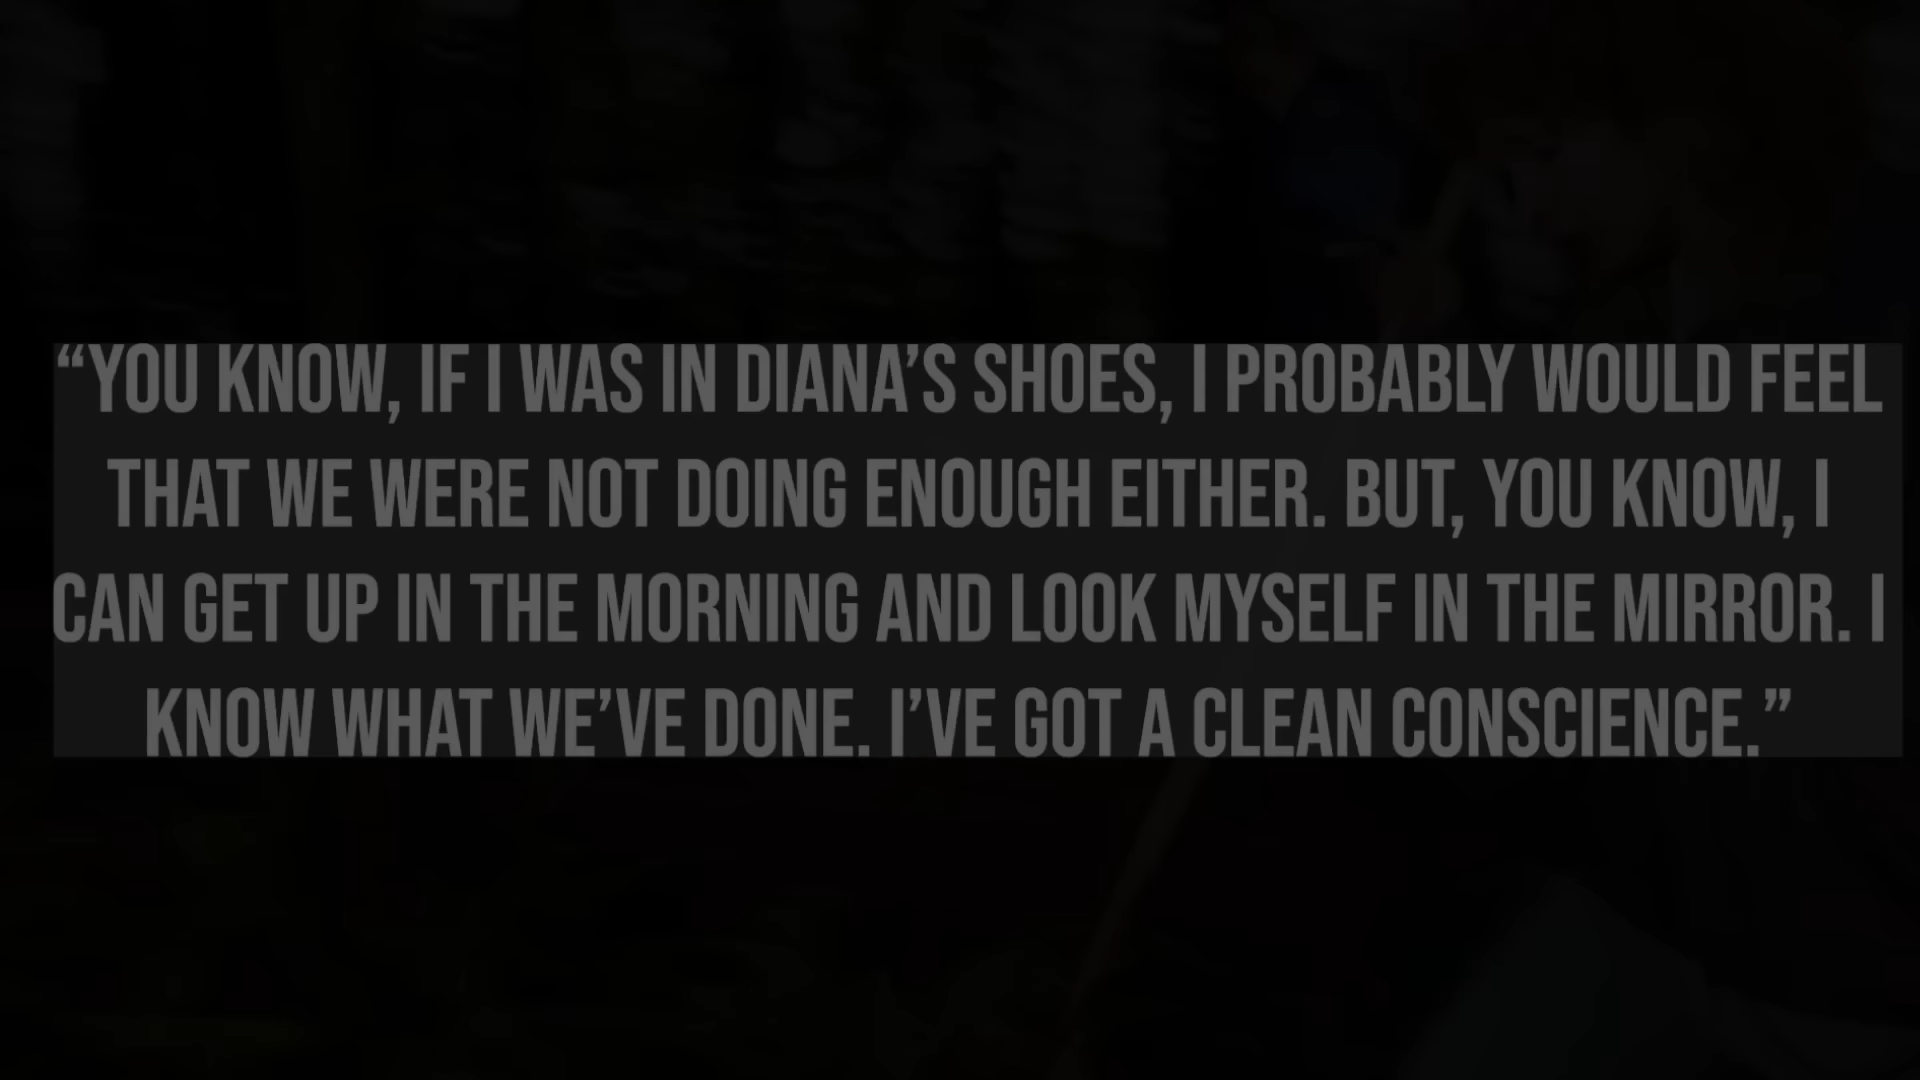 “YOU KNOW, IF I WAS IN DIANA’S SHOES, I PROBABLY WOULD FEEL
THAT WE WERE NOT DOING ENOUGH EITHER. BUT, YOU KNOW, I
CAN GET UP IN THE MORNING AND LOOK MYSELF IN THE MIRROR. I
KNOW WHAT WE’VE DONE. I’VE GOT A CLEAN CONSCIENCE.”